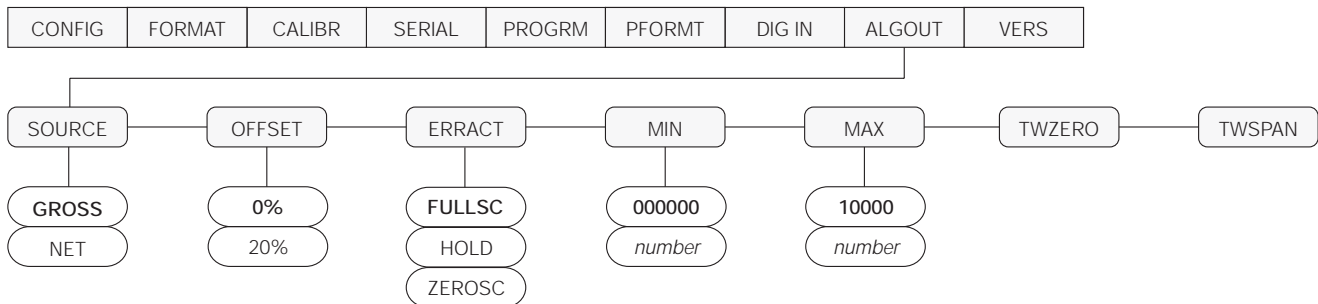 CONFIG FORMAT CALIBR SERIAL PROGRM PFORMT DIG IN ALGOUT VERS
SOURCE OFFSET ERRACT MIN MAX TWZERO TWSPAN
GROSS 0% FULLSC 000000 10000
NET 20% HOLD number number
ZEROSC